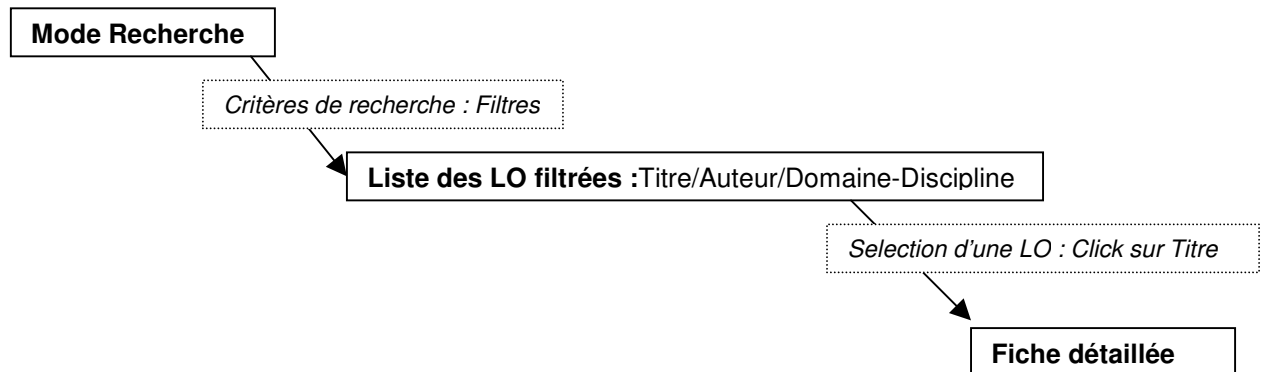 Mode Recherche
Critères de recherche : Filtres
Liste des LO filtrées :Titre/Auteur/Domaine-Discipline
Selection d'une LO : Click sur Titre
Fiche détaillée